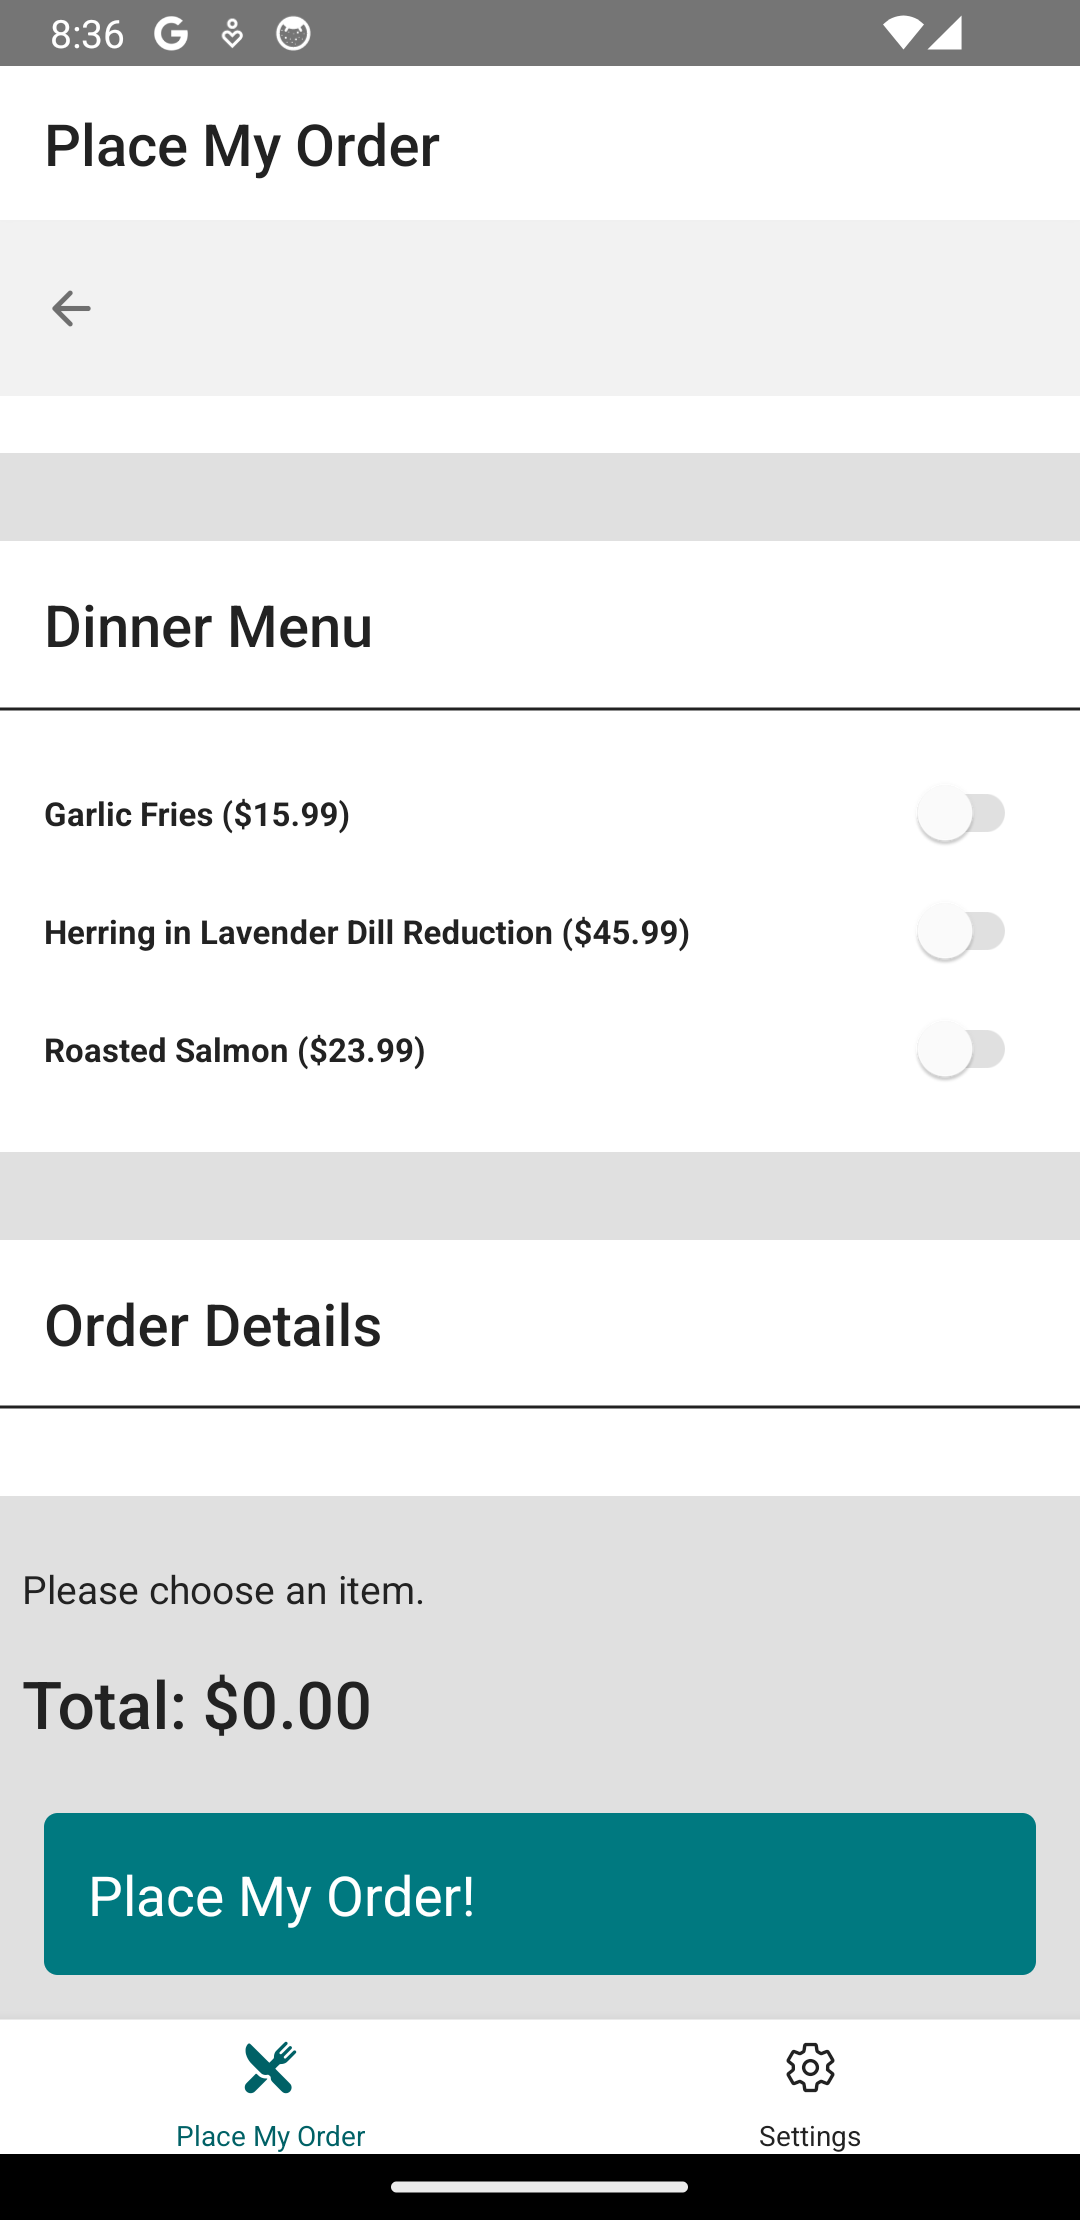 8:36
Place My Order
Dinner Menu
Garlic Fries ($15.99)
Herring in Lavender Dill Reduction ($45.99)
Roasted Salmon ($23.99)
Order Details
Please choose an item.
Total: $0.00
Place My Order!
Place My Order
Settings